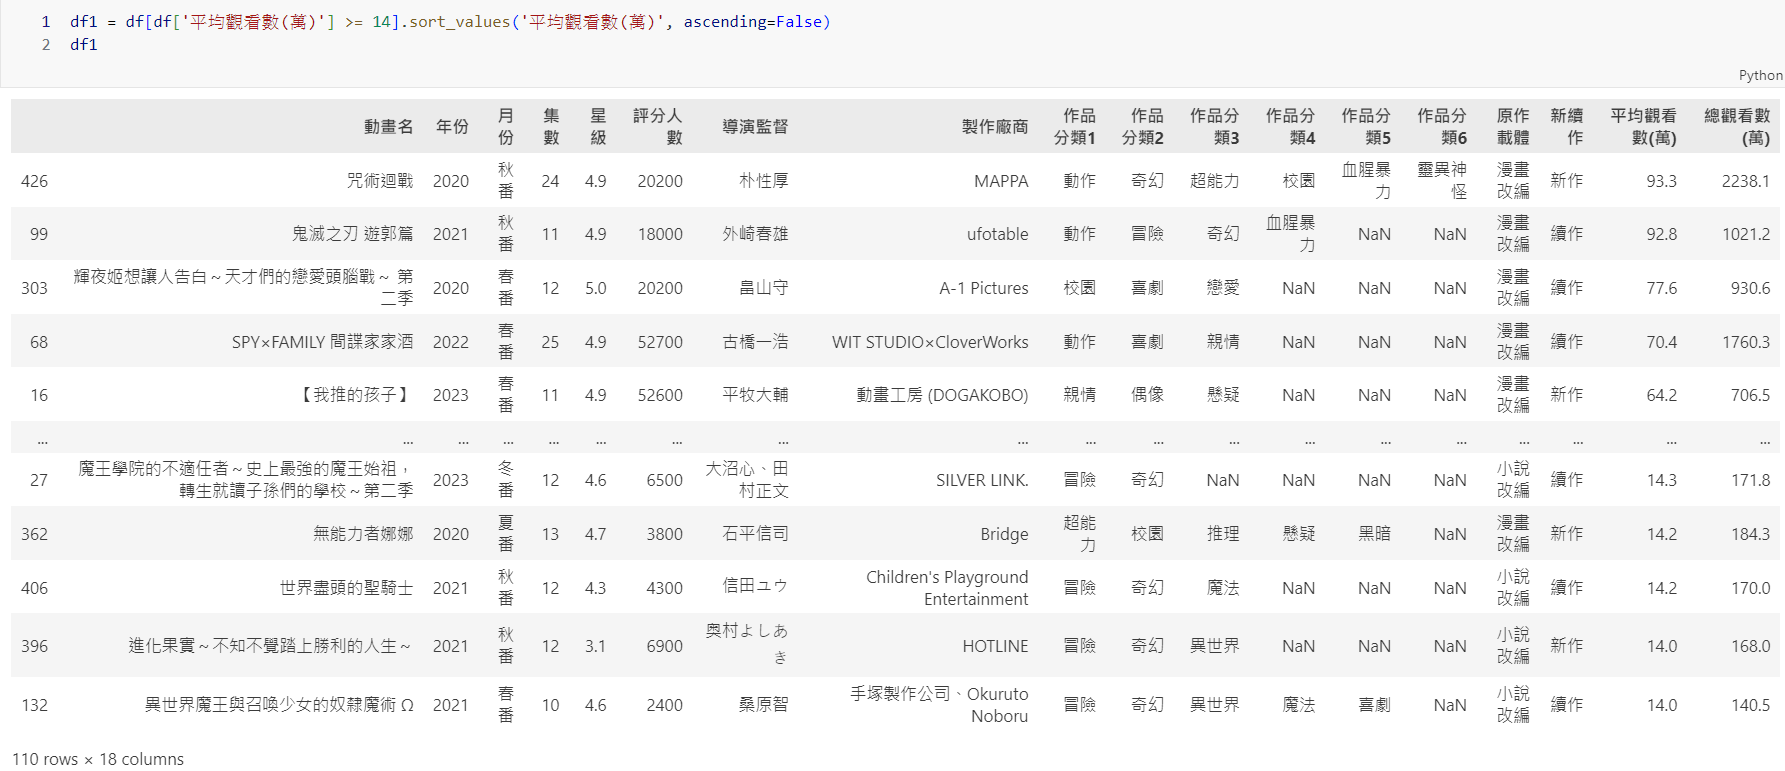 1 df1 = df[df['平均觀看數(萬)'] >= 14].sort_values('平均觀看數(萬)', ascending=False)
2 df1
Python
動畫名 年份 月份 集數 星級 評分人數 導演監督 製作廠商 作品分類1 作品分類2 作品分類3 作品分類4 作品分類5 作品分類6 原作載體 新續作 平均觀看數(萬) 總觀看數(萬)
426 咒術迴戰 2020 秋番 24 4.9 20200 朴性厚 MAPPA 動作 奇幻 超能力 校園 血腥暴力 靈異神怪 漫畫改編 新作 93.3 2238.1
99 鬼滅之刃 遊郭篇 2021 秋番 11 4.9 18000 外崎春雄 ufotable 動作 冒險 奇幻 血腥暴力 NaN NaN 漫畫改編 續作 92.8 1021.2
303 輝夜姬想讓人告白～天才們的戀愛頭腦戰～ 第二季 2020 春番 12 5.0 20200 畠山守 A-1 Pictures 校園 喜劇 戀愛 NaN NaN NaN 漫畫改編 續作 77.6 930.6
68 SPY×FAMILY 間諜家家酒 2022 春番 25 4.9 52700 古橋一浩 WIT STUDIO×CloverWorks 動作 喜劇 親情 NaN NaN NaN 漫畫改編 續作 70.4 1760.3
16 【我推的孩子】 2023 春番 11 4.9 52600 平牧大輔 動畫工房 (DOGAKOBO) 親情 偶像 懸疑 NaN NaN NaN 漫畫改編 新作 64.2 706.5
... ... ... ... ... ... ... ... ... ... ... ... ... ... ... ... ... ... ...
27 魔王學院的不適任者～史上最強的魔王始祖，轉生就讀子孫們的學校～第二季 2023 冬番 12 4.6 6500 大沼心、田村正文 SILVER LINK. 冒險 奇幻 NaN NaN NaN NaN 小說改編 續作 14.3 171.8
362 無能力者娜娜 2020 夏番 13 4.7 3800 石平信司 Bridge 超能力 校園 推理 懸疑 黑暗 NaN 漫畫改編 新作 14.2 184.3
406 世界盡頭的聖騎士 2021 秋番 12 4.3 4300 信田ユウ Children's Playground Entertainment 冒險 奇幻 魔法 NaN NaN NaN 小說改編 續作 14.2 170.0
396 進化果實～不知不覺踏上勝利的人生～ 2021 秋番 12 3.1 6900 奥村よしあき HOTLINE 冒險 奇幻 異世界 NaN NaN NaN 小說改編 新作 14.0 168.0
132 異世界魔王與召喚少女的奴隸魔術 Ω 2021 春番 10 4.6 2400 桑原智 手塚製作公司、Okuruto Noboru 冒險 奇幻 異世界 魔法 喜劇 NaN 小說改編 續作 14.0 140.5
110 rows × 18 columns